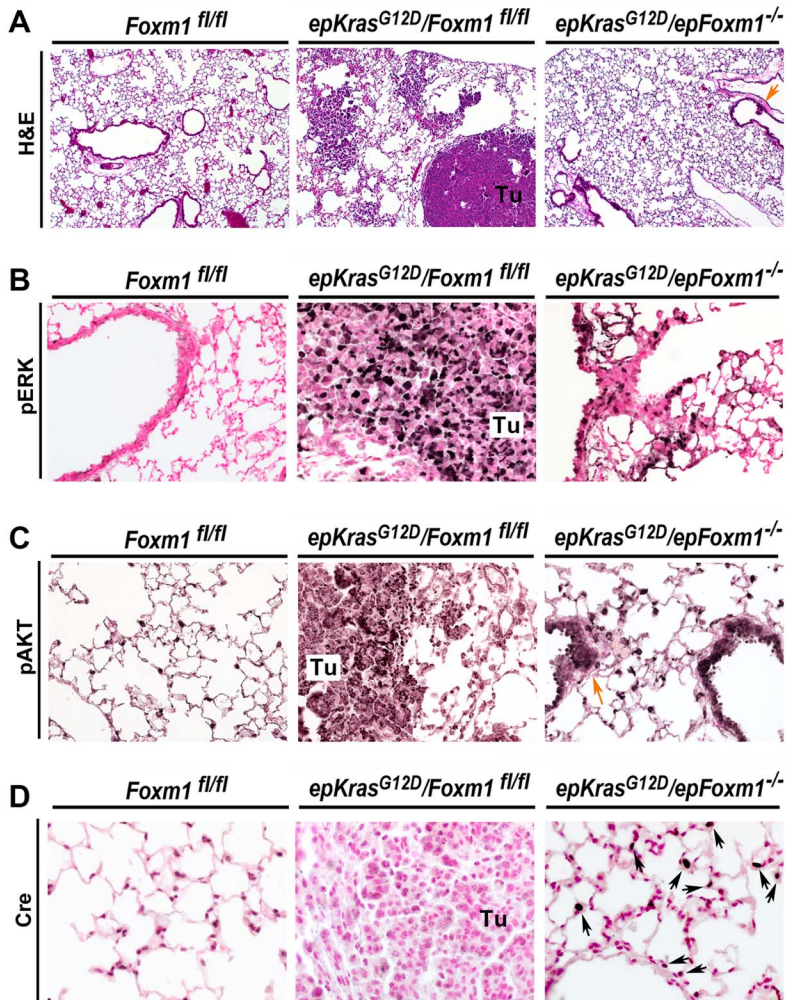 A
Foxm1 fl/fl
epKrasG12D/Foxm1 fl/fl
epKrasG12D/epFoxm1-/-
H&E
Tu
B
Foxm1 fl/fl
epKrasG12D/Foxm1 fl/fl
epKrasG12D/epFoxm1-/-
pERK
Tu
C
Foxm1 fl/fl
epKrasG12D/Foxm1 fl/fl
epKrasG12D/epFoxm1-/-
pAKT
Tu
D
Foxm1 fl/fl
epKrasG12D/Foxm1 fl/fl
epKrasG12D/epFoxm1-/-
Cre
Tu